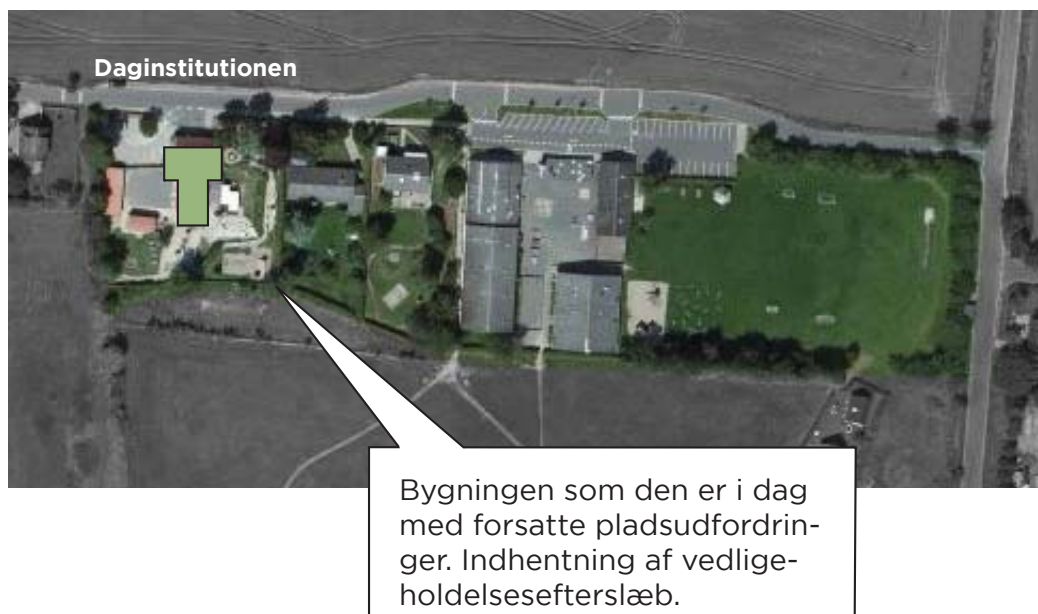 Daginstitutionen
Bygningen som den er i dag
med forsatte pladsudfordrin-
ger. Indhentning af vedlige-
holdelsesefterslæb.